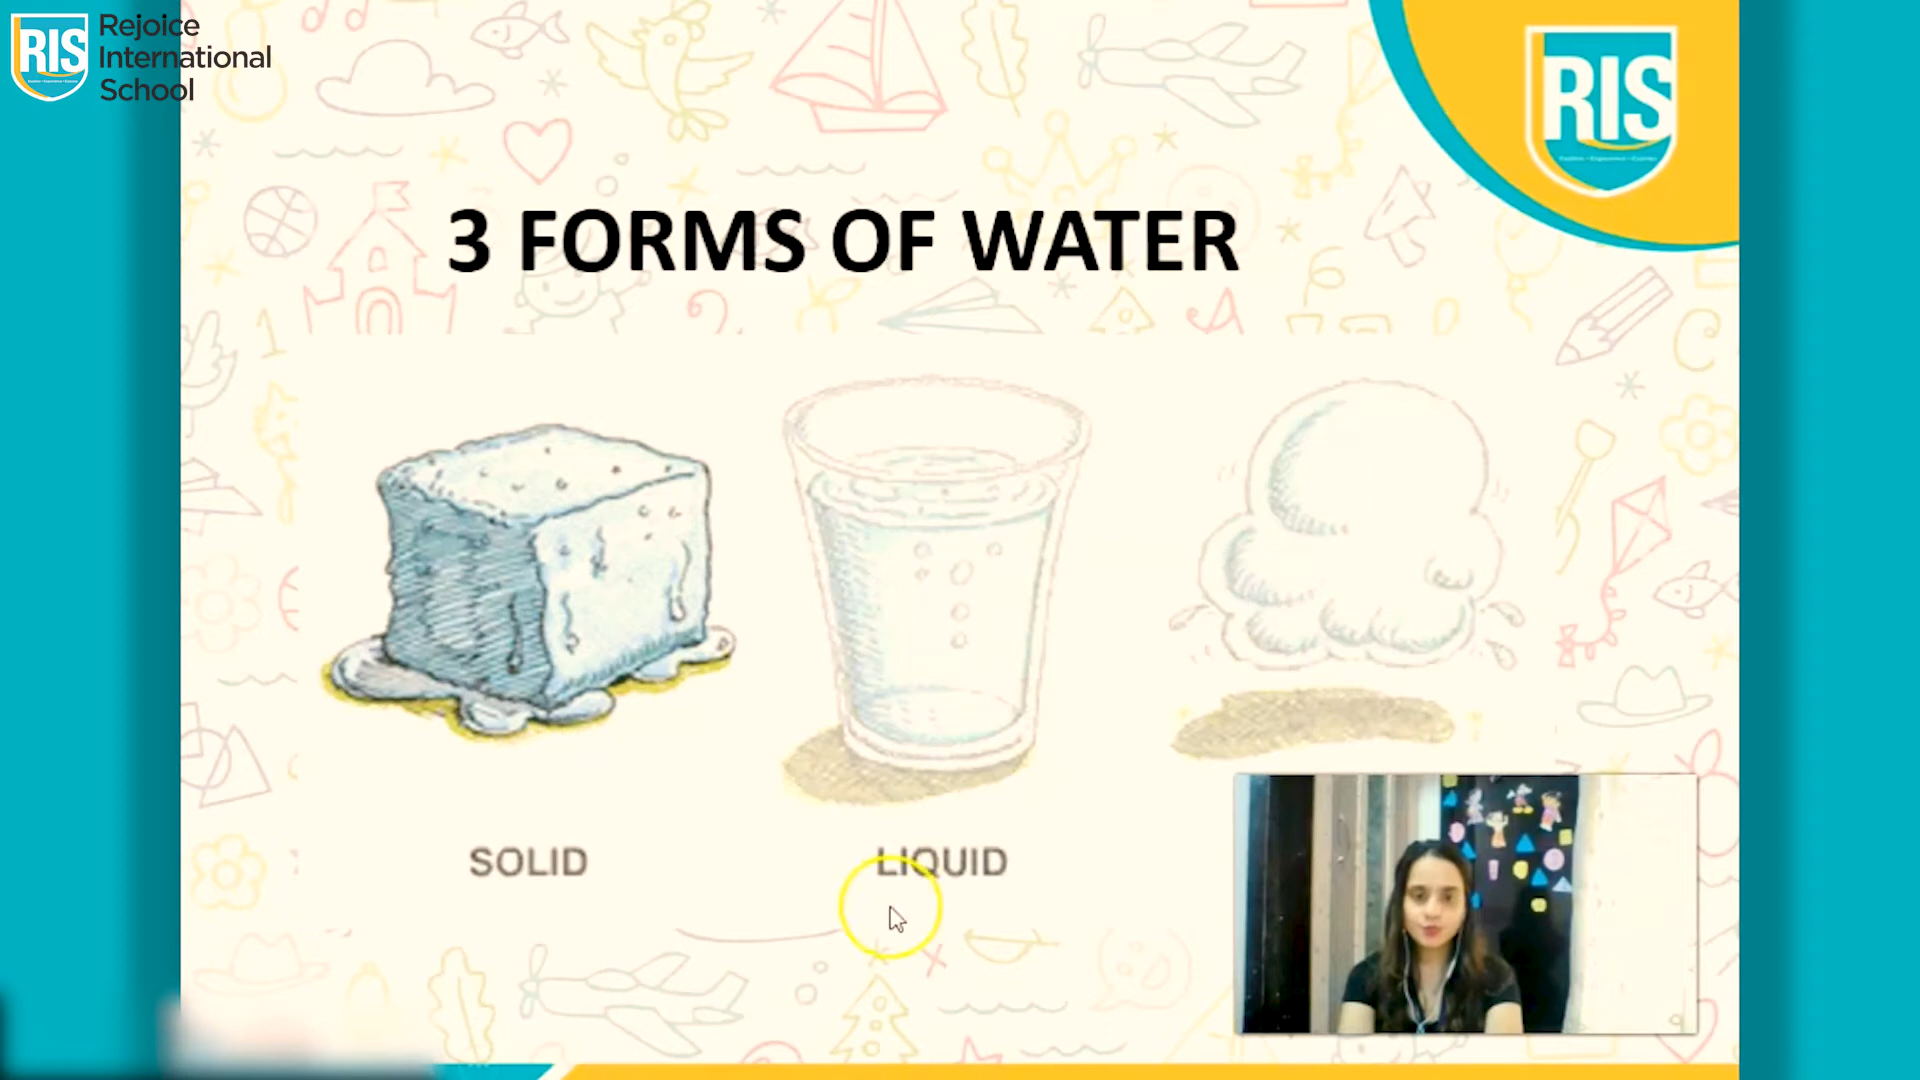 RIS
Rejoice
International
School
RIS
3 FORMS OF WATER
SOLID
LIQUID